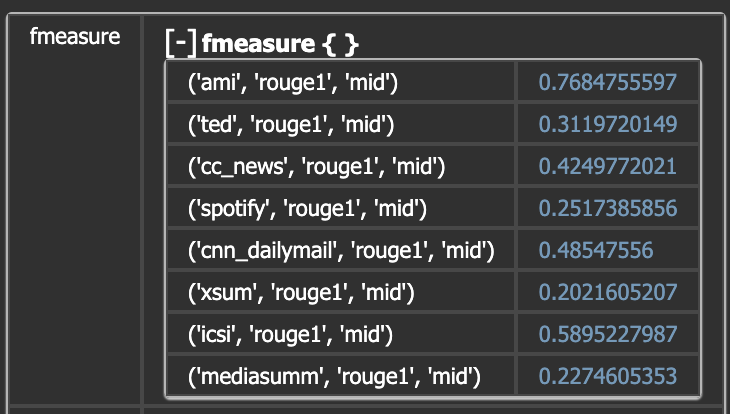 fmeasure [-] fmeasure { }
('ami', 'rouge1', 'mid') 0.7684755597
('ted', 'rouge1', 'mid') 0.3119720149
('cc_news', 'rouge1', 'mid') 0.4249772021
('spotify', 'rouge1', 'mid') 0.2517385856
('cnn_dailymail', 'rouge1', 'mid') 0.48547556
('xsum', 'rouge1', 'mid') 0.2021605207
('icsi', 'rouge1', 'mid') 0.5895227987
('mediasumm', 'rouge1', 'mid') 0.2274605353